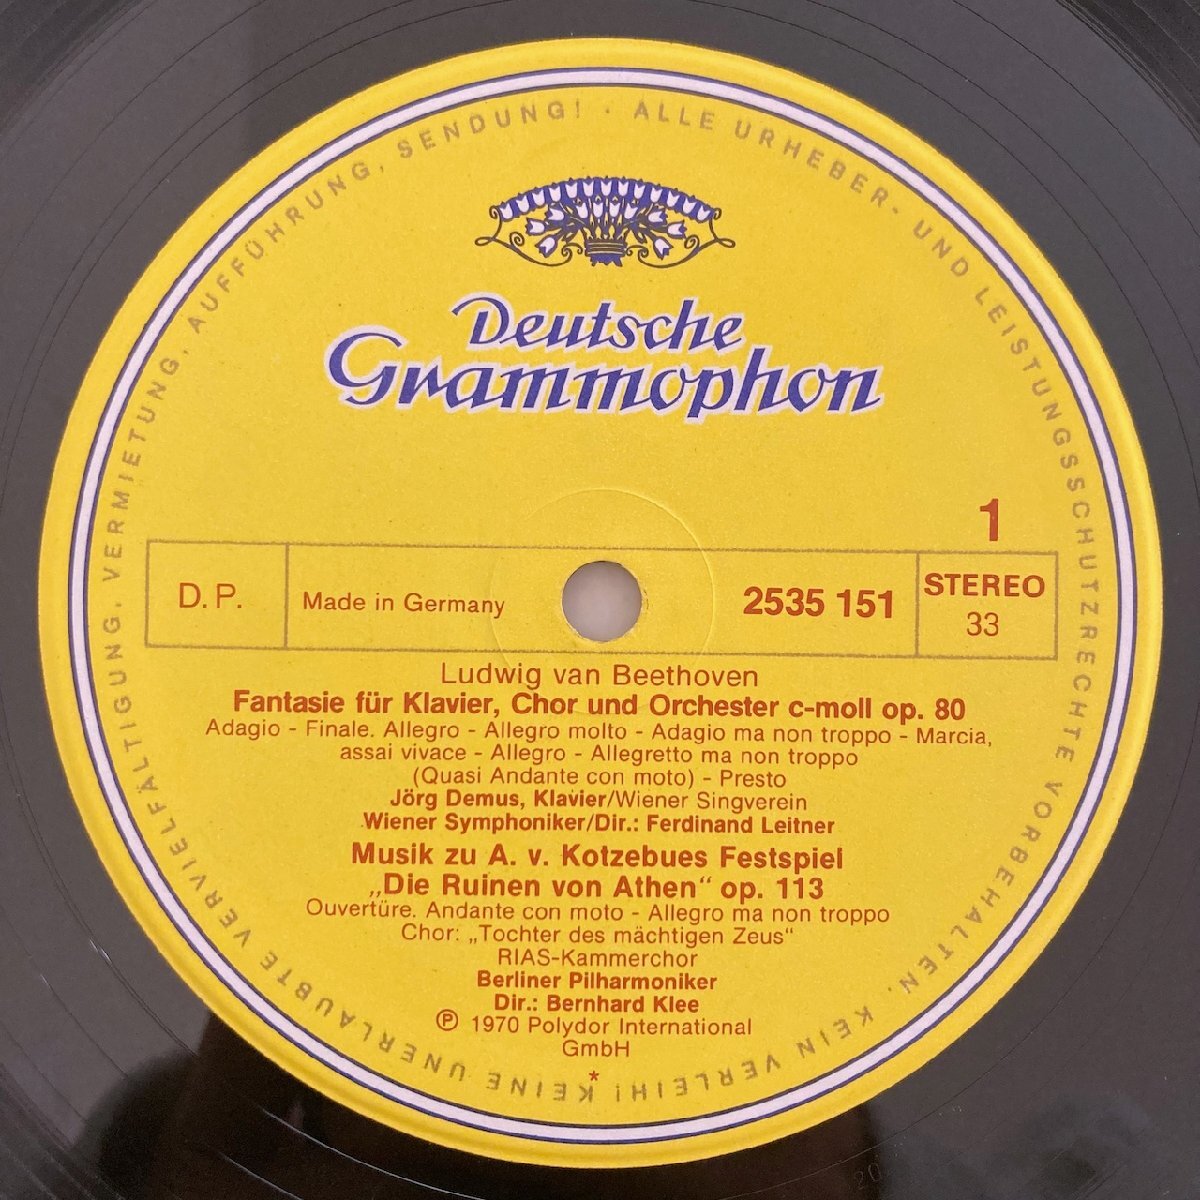 ALLE URHEBER- UND LEISTUNGSSCHUTZRECHTE VORBEHALTEN. KEIN VERLEIH! KEINE UNERLAUBTE VERVIELFÄLTIGUNG, VERMIETUNG, AUFFÜHRUNG, SENDUNG! ·
Deutsche
Grammophon
1
D. P.
Made in Germany
2535 151
STEREO
33
Ludwig van Beethoven
Fantasie für Klavier, Chor und Orchester c-moll op. 80
Adagio - Finale. Allegro - Allegro molto - Adagio ma non troppo - Marcia,
assai vivace - Allegro - Allegretto ma non troppo
(Quasi Andante con moto) - Presto
Jörg Demus, Klavier/Wiener Singverein
Wiener Symphoniker/Dir.: Ferdinand Leitner
Musik zu A. v. Kotzebues Festspiel
„Die Ruinen von Athen“ op. 113
Ouvertüre. Andante con moto - Allegro ma non troppo
Chor: „Tochter des mächtigen Zeus“
RIAS-Kammerchor
Berliner Pilharmoniker
Dir.: Bernhard Klee
℗ 1970 Polydor International
GmbH
*